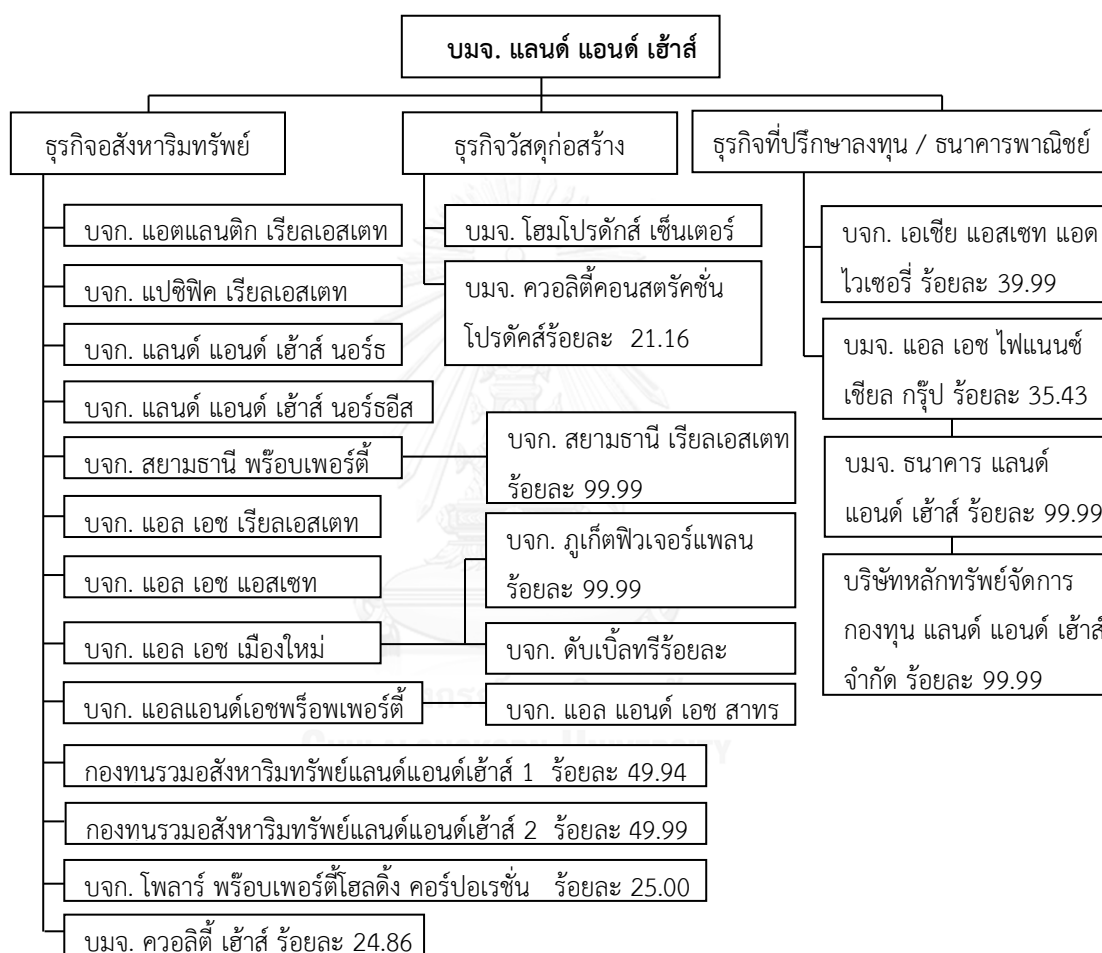 บมจ. แลนด์ แอนด์ เฮ้าส์
ธุรกิจอสังหาริมทรัพย์
บจก. แอตแลนติก เรียลเอสเตท
บจก. แปซิฟิค เรียลเอสเตท
บจก. แลนด์ แอนด์ เฮ้าส์ นอร์ธ
บจก. แลนด์ แอนด์ เฮ้าส์ นอร์ธอีส
บจก. สยามธานี พร๊อบเพอร์ตี้
บจก. สยามธานี เรียลเอสเตท
ร้อยละ 99.99
บจก. แอล เอช เรียลเอสเตท
บจก. แอล เอช แอสเซท
บจก. แอล เอช เมืองใหม่
บจก. ภูเก็ตฟิวเจอร์แพลน
ร้อยละ 99.99
บจก. ดับเบิ้ลทรีร้อยละ
บจก. แอลแอนด์เอชพร็อพเพอร์ตี้
บจก. แอล แอนด์ เอช สาทร
กองทนรวมอสังหาริมทรัพย์แลนด์แอนด์เฮ้าส์ 1 ร้อยละ 49.94
กองทนรวมอสังหาริมทรัพย์แลนด์แอนด์เฮ้าส์ 2 ร้อยละ 49.99
บจก. โพลาร์ พร๊อบเพอร์ตี้โฮลดิ้ง คอร์ปอเรชั่น ร้อยละ 25.00
บมจ. ควอลิตี้ เฮ้าส์ ร้อยละ 24.86
ธุรกิจวัสดุก่อสร้าง
บมจ. โฮมโปรดักส์ เซ็นเตอร์
บมจ. ควอลิตี้คอนสตรัคชั่น
โปรดัคส์ร้อยละ 21.16
ธุรกิจที่ปรึกษาลงทุน / ธนาคารพาณิชย์
บจก. เอเชีย แอสเซท แอด
ไวเซอรี่ ร้อยละ 39.99
บมจ. แอล เอช ไฟแนนซ์
เชียล กรุ๊ป ร้อยละ 35.43
บมจ. ธนาคาร แลนด์
แอนด์ เฮ้าส์ ร้อยละ 99.99
บริษัทหลักทรัพย์จัดการ
กองทุน แลนด์ แอนด์ เฮ้าส์
จำกัด ร้อยละ 99.99